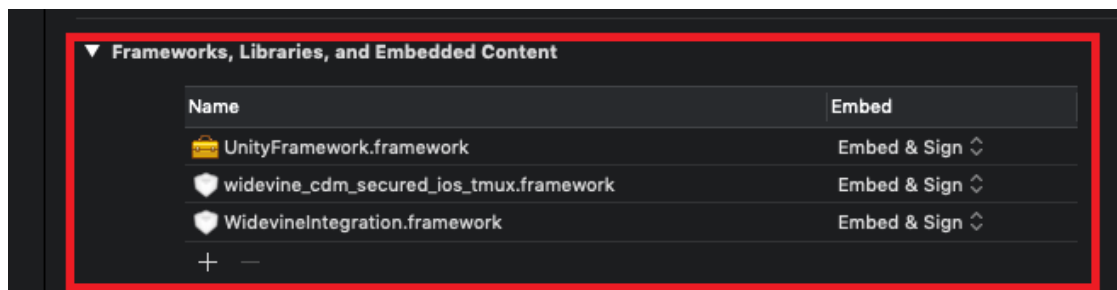 Frameworks, Libraries, and Embedded Content
Name Embed
UnityFramework.framework Embed & Sign
widevine_cdm_secured_ios_tmux.framework Embed & Sign
WidevineIntegration.framework Embed & Sign